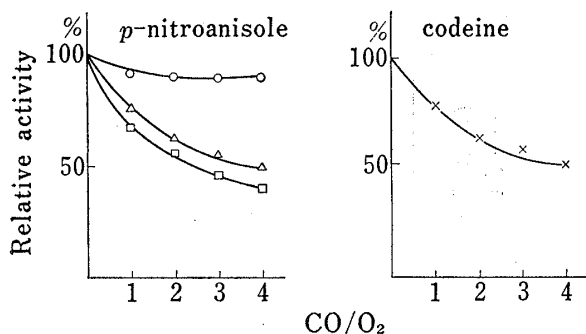 % p-nitroanisole
100
50
Relative activity
1 2 3 4
% codeine
100
50
1 2 3 4
CO/O₂